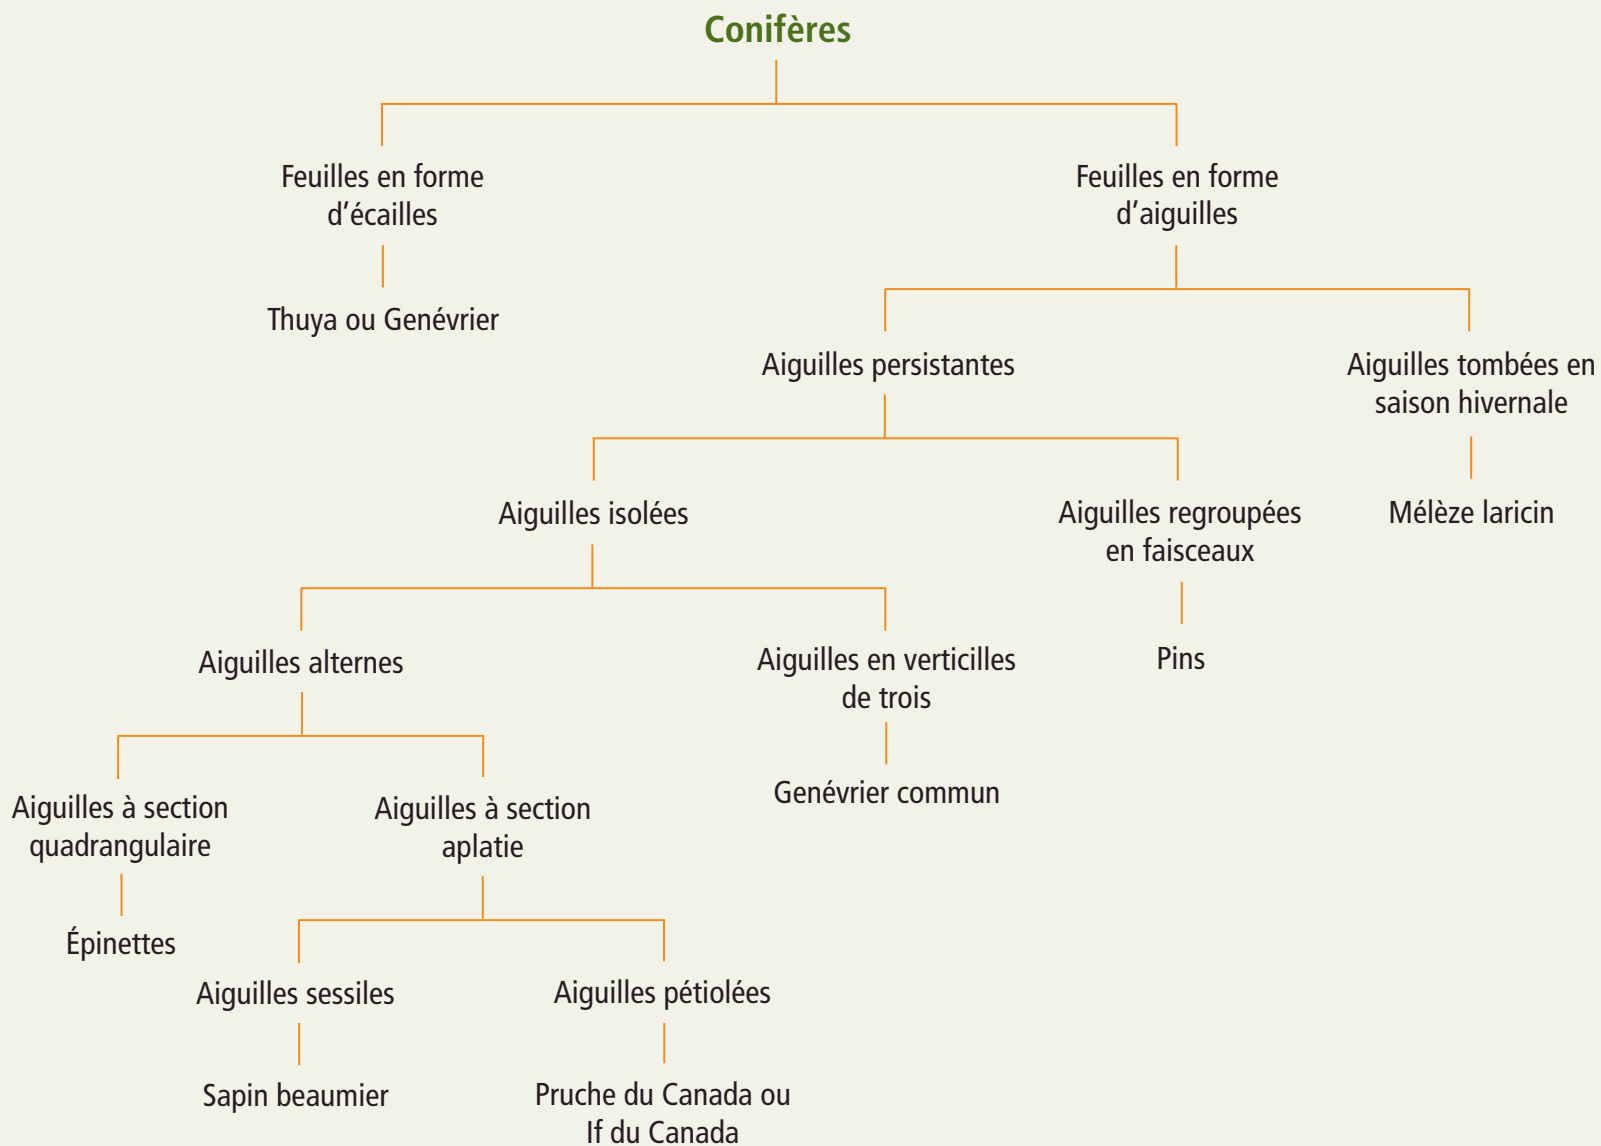 Conifères
Feuilles en forme
d'écailles
Feuilles en forme
d'aiguilles
Thuya ou Genévrier
Aiguilles persistantes
Aiguilles tombées en
saison hivernale
Aiguilles isolées
Aiguilles regroupées
en faisceaux
Mélèze laricin
Aiguilles alternes
Aiguilles en verticilles
de trois
Pins
Aiguilles à section
quadrangulaire
Aiguilles à section
aplatie
Genévrier commun
Épinettes
Aiguilles sessiles
Aiguilles pétiolées
Sapin beaumier
Pruche du Canada ou
If du Canada